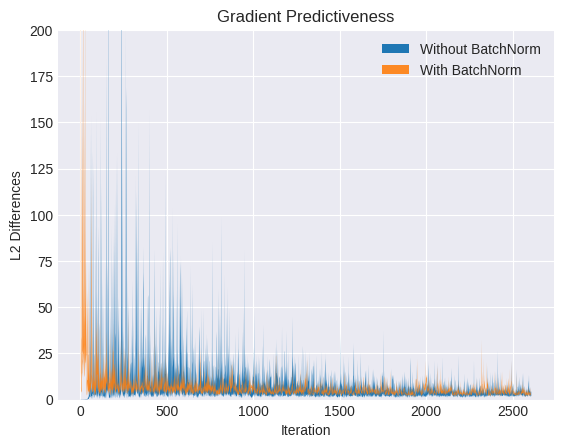 Gradient Predictiveness
Without BatchNorm
With BatchNorm
200
175
150
125
100
75
50
25
0
L2 Differences
0 500 1000 1500 2000 2500
Iteration